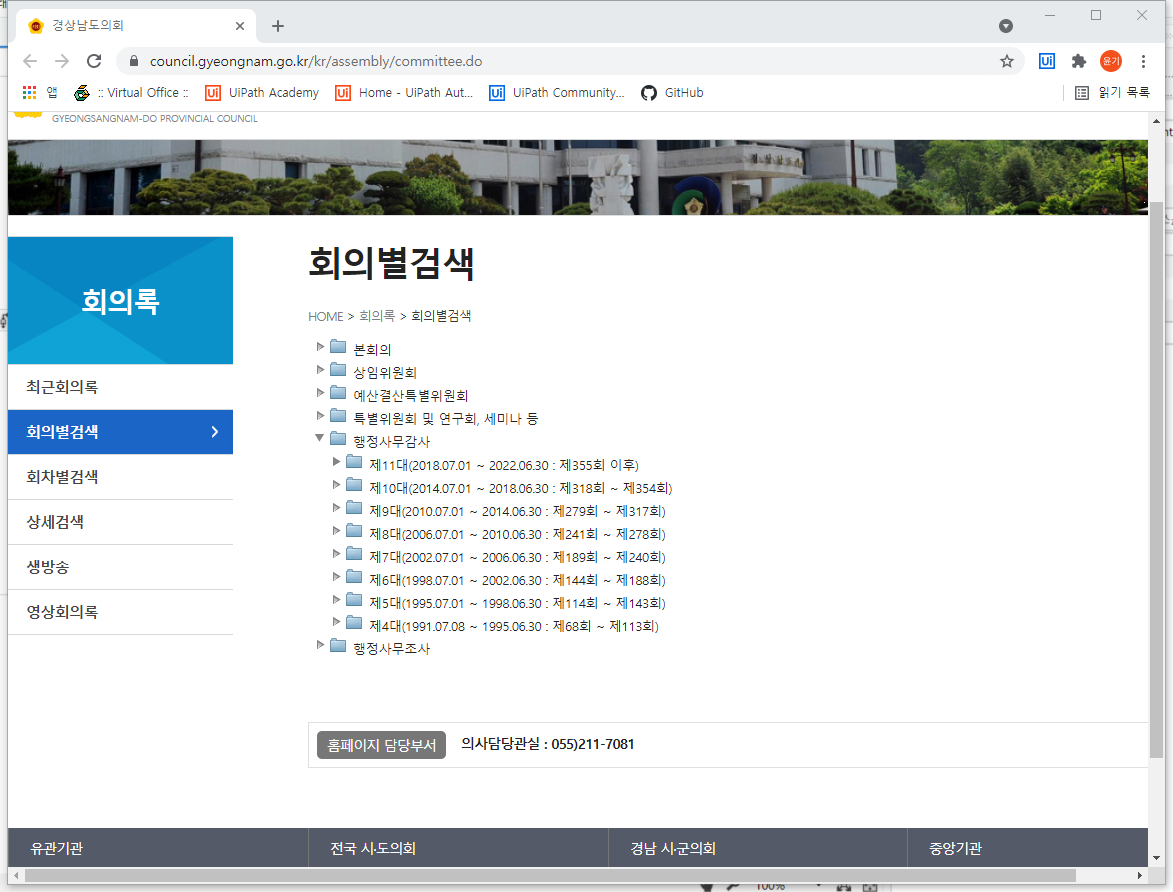 경상남도의회
council.gyeongnam.go.kr/kr/assembly/committee.do
Ui
윤기
앱
:: Virtual Office ::
Ui UiPath Academy
Ui Home - UiPath Aut...
Ui UiPath Community...
GitHub
읽기 목록
GYEONGSANGNAM-DO PROVINCIAL COUNCIL
회의록
최근회의록
회의별검색
회차별검색
상세검색
생방송
영상회의록
회의별검색
HOME > 회의록 > 회의별검색
본회의
상임위원회
예산결산특별위원회
특별위원회 및 연구회, 세미나 등
행정사무감사
제11대(2018.07.01 ~ 2022.06.30 : 제355회 이후)
제10대(2014.07.01 ~ 2018.06.30 : 제318회 ~ 제354회)
제9대(2010.07.01 ~ 2014.06.30 : 제279회 ~ 제317회)
제8대(2006.07.01 ~ 2010.06.30 : 제241회 ~ 제278회)
제7대(2002.07.01 ~ 2006.06.30 : 제189회 ~ 제240회)
제6대(1998.07.01 ~ 2002.06.30 : 제144회 ~ 제188회)
제5대(1995.07.01 ~ 1998.06.30 : 제114회 ~ 제143회)
제4대(1991.07.08 ~ 1995.06.30 : 제68회 ~ 제113회)
행정사무조사
홈페이지 담당부서 의사담당관실 : 055)211-7081
유관기관
전국 시·도의회
경남 시·군의회
중앙기관
100%